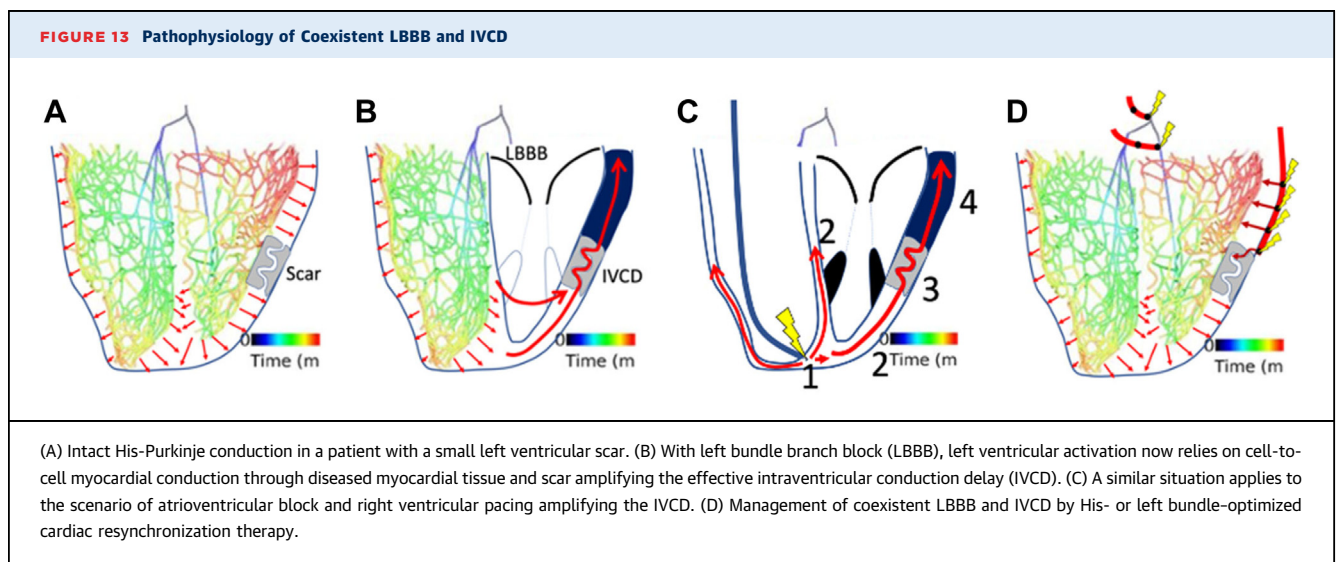 FIGURE 13 Pathophysiology of Coexistent LBBB and IVCD
A
B
C
D
LBBB
Scar
IVCD
2
4
3
0
Time (m
0
Time (m
1
2
0
Time (m
0
Time (m
(A) Intact His-Purkinje conduction in a patient with a small left ventricular scar. (B) With left bundle branch block (LBBB), left ventricular activation now relies on cell-to-
cell myocardial conduction through diseased myocardial tissue and scar amplifying the effective intraventricular conduction delay (IVCD). (C) A similar situation applies to
the scenario of atrioventricular block and right ventricular pacing amplifying the IVCD. (D) Management of coexistent LBBB and IVCD by His- or left bundle–optimized
cardiac resynchronization therapy.